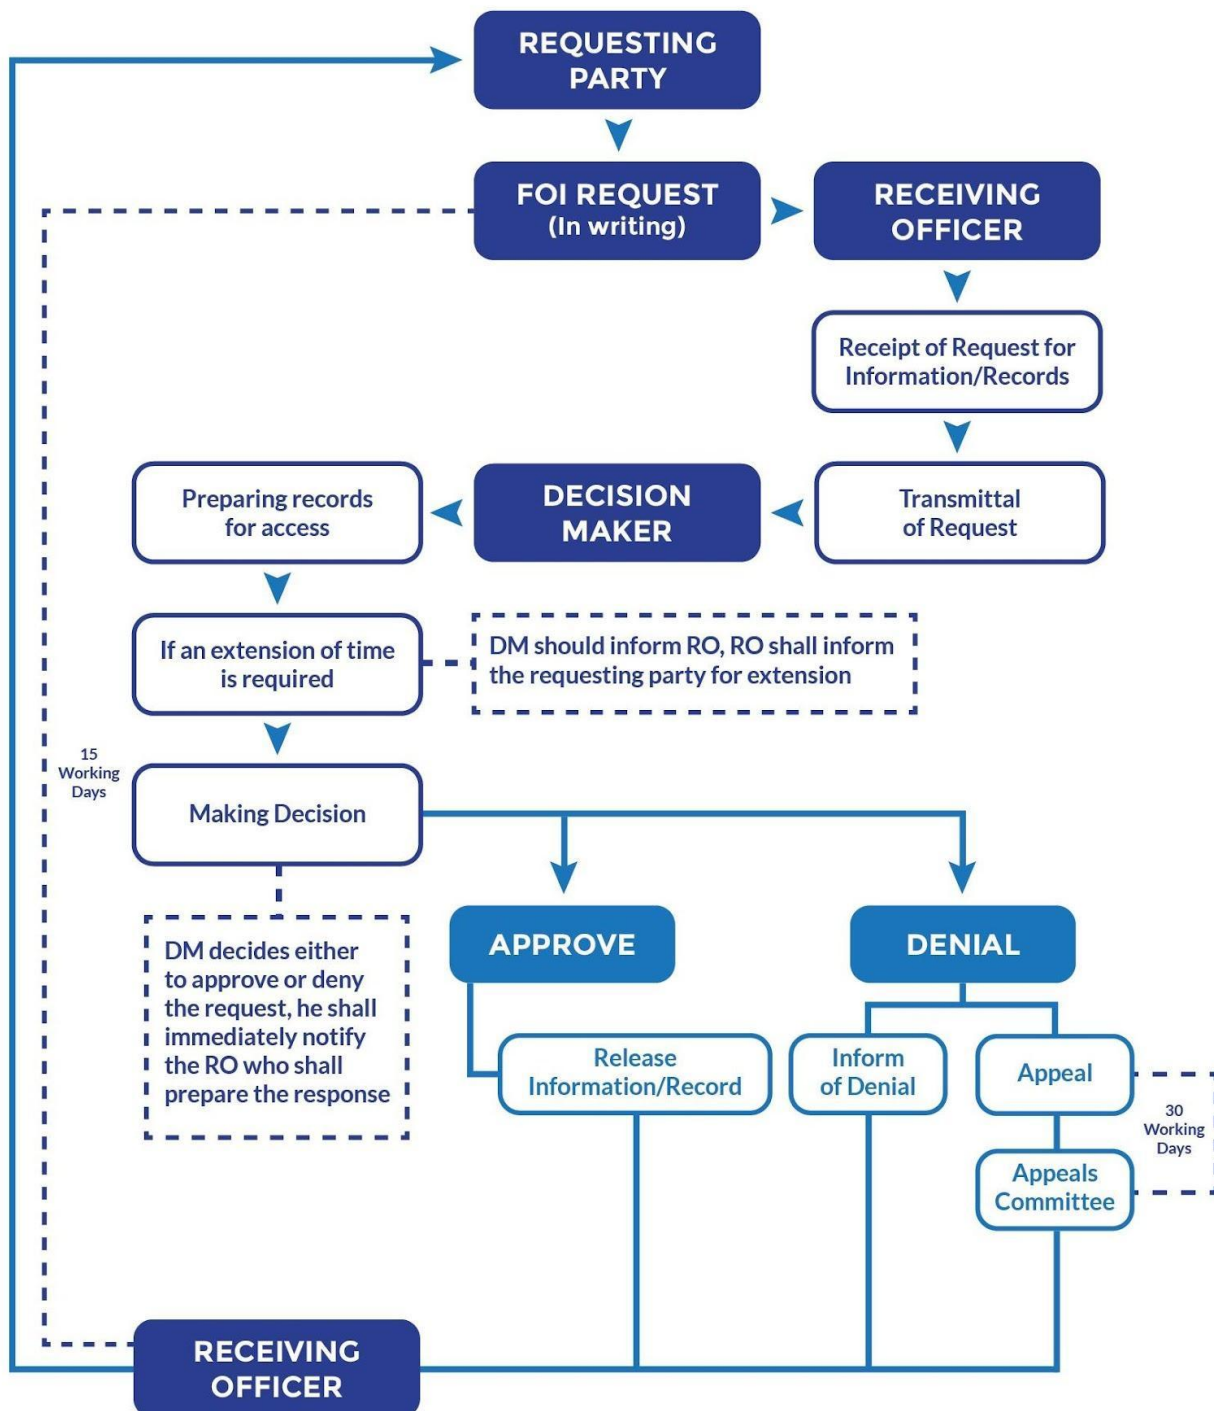 REQUESTING
PARTY
FOI REQUEST
(In writing)
RECEIVING
OFFICER
Receipt of Request for
Information/Records
Preparing records
for access
DECISION
MAKER
Transmittal
of Request
If an extension of time
is required
DM should inform RO, RO shall inform
the requesting party for extension
15
Working
Days
Making Decision
DM decides either
to approve or deny
the request, he shall
immediately notify
the RO who shall
prepare the response
APPROVE
DENIAL
Release
Information/Record
Inform
of Denial
Appeal
30
Working
Days
Appeals
Committee
RECEIVING
OFFICER